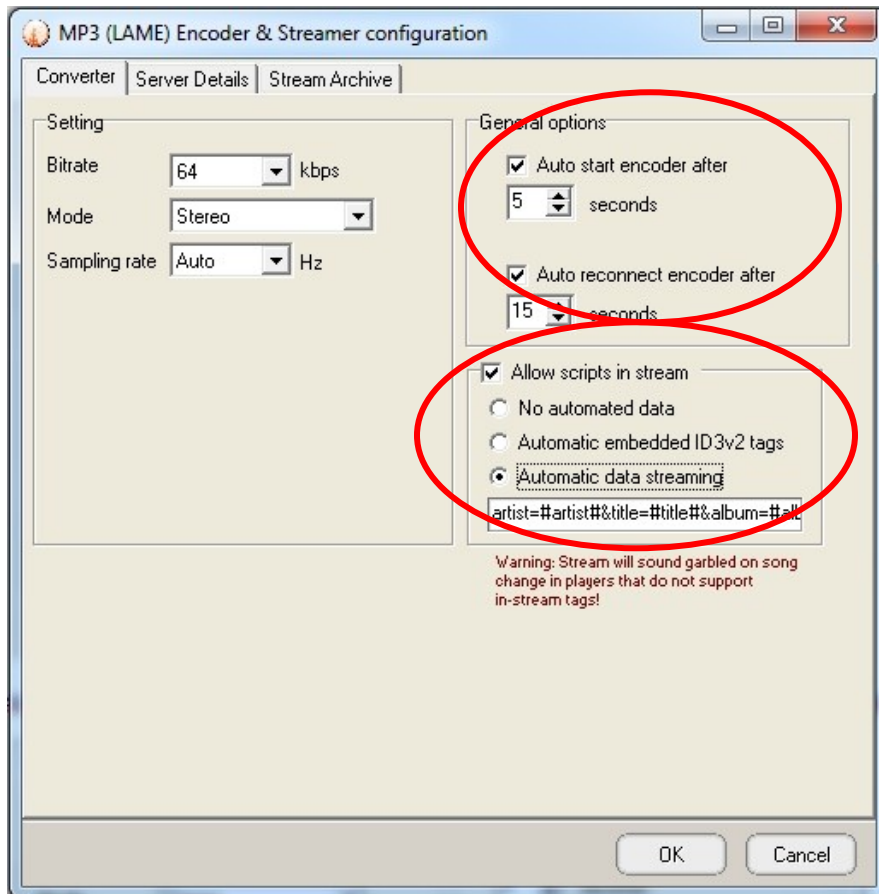 MP3 (LAME) Encoder & Streamer configuration
Converter Server Details Stream Archive
Setting
Bitrate 64 kbps
Mode Stereo
Sampling rate Auto Hz
General options
Auto start encoder after
5 seconds
Auto reconnect encoder after
15 seconds
Allow scripts in stream
No automated data
Automatic embedded ID3v2 tags
Automatic data streaming
artist=#artist#&title=#title#&album=#alb
Warning: Stream will sound garbled on song
change in players that do not support
in-stream tags!
OK Cancel